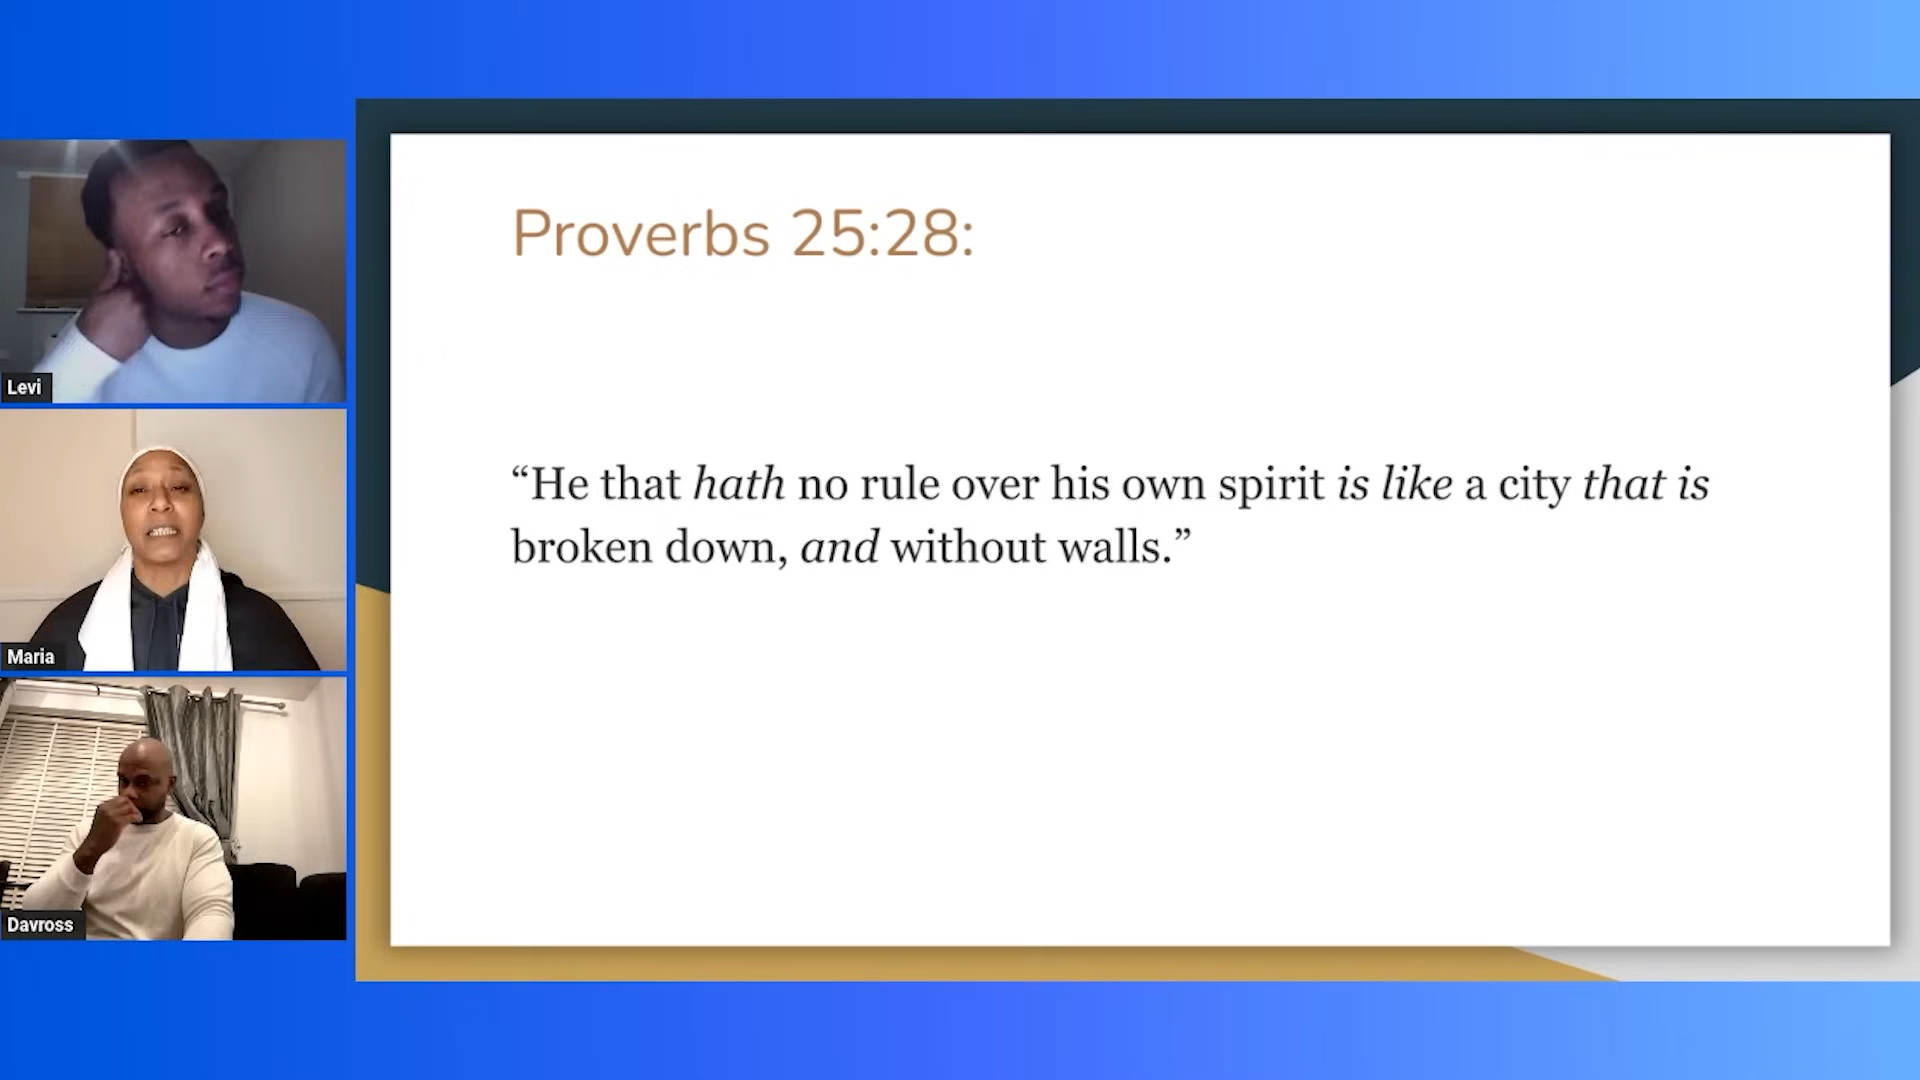 Proverbs 25:28:
“He that hath no rule over his own spirit is like a city that is
broken down, and without walls.”
Levi
Maria
Davross